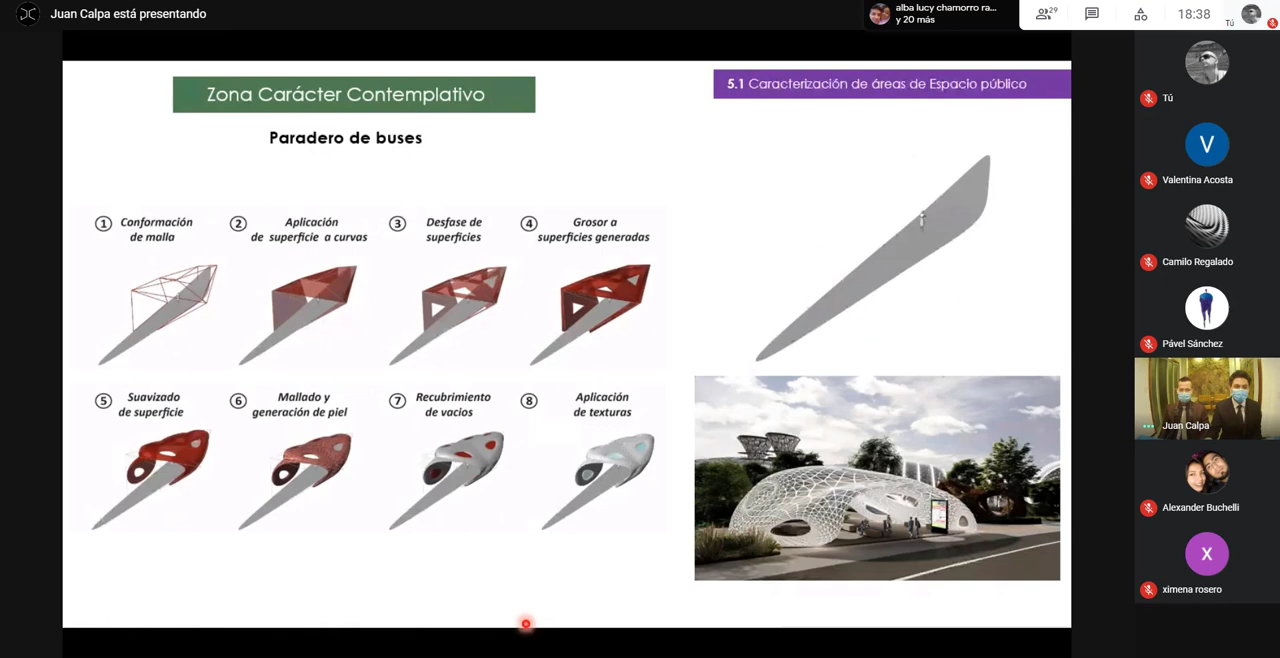 Juan Calpa está presentando
alba lucy chamorro ra...
y 20 más
29
18:38
Tú
Zona Carácter Contemplativo
5.1 Caracterización de áreas de Espacio público
Paradero de buses
1 Conformación
de malla
2 Aplicación
de superficie a curvas
3 Desfase de
superficies
4 Grosor a
superficies generadas
5 Suavizado
de superficie
6 Mallado y
generación de piel
7 Recubrimiento
de vacios
8 Aplicación
de texturas
Tú
V
Valentina Acosta
Camilo Regalado
Pável Sánchez
Juan Calpa
Alexander Buchelli
X
ximena rosero